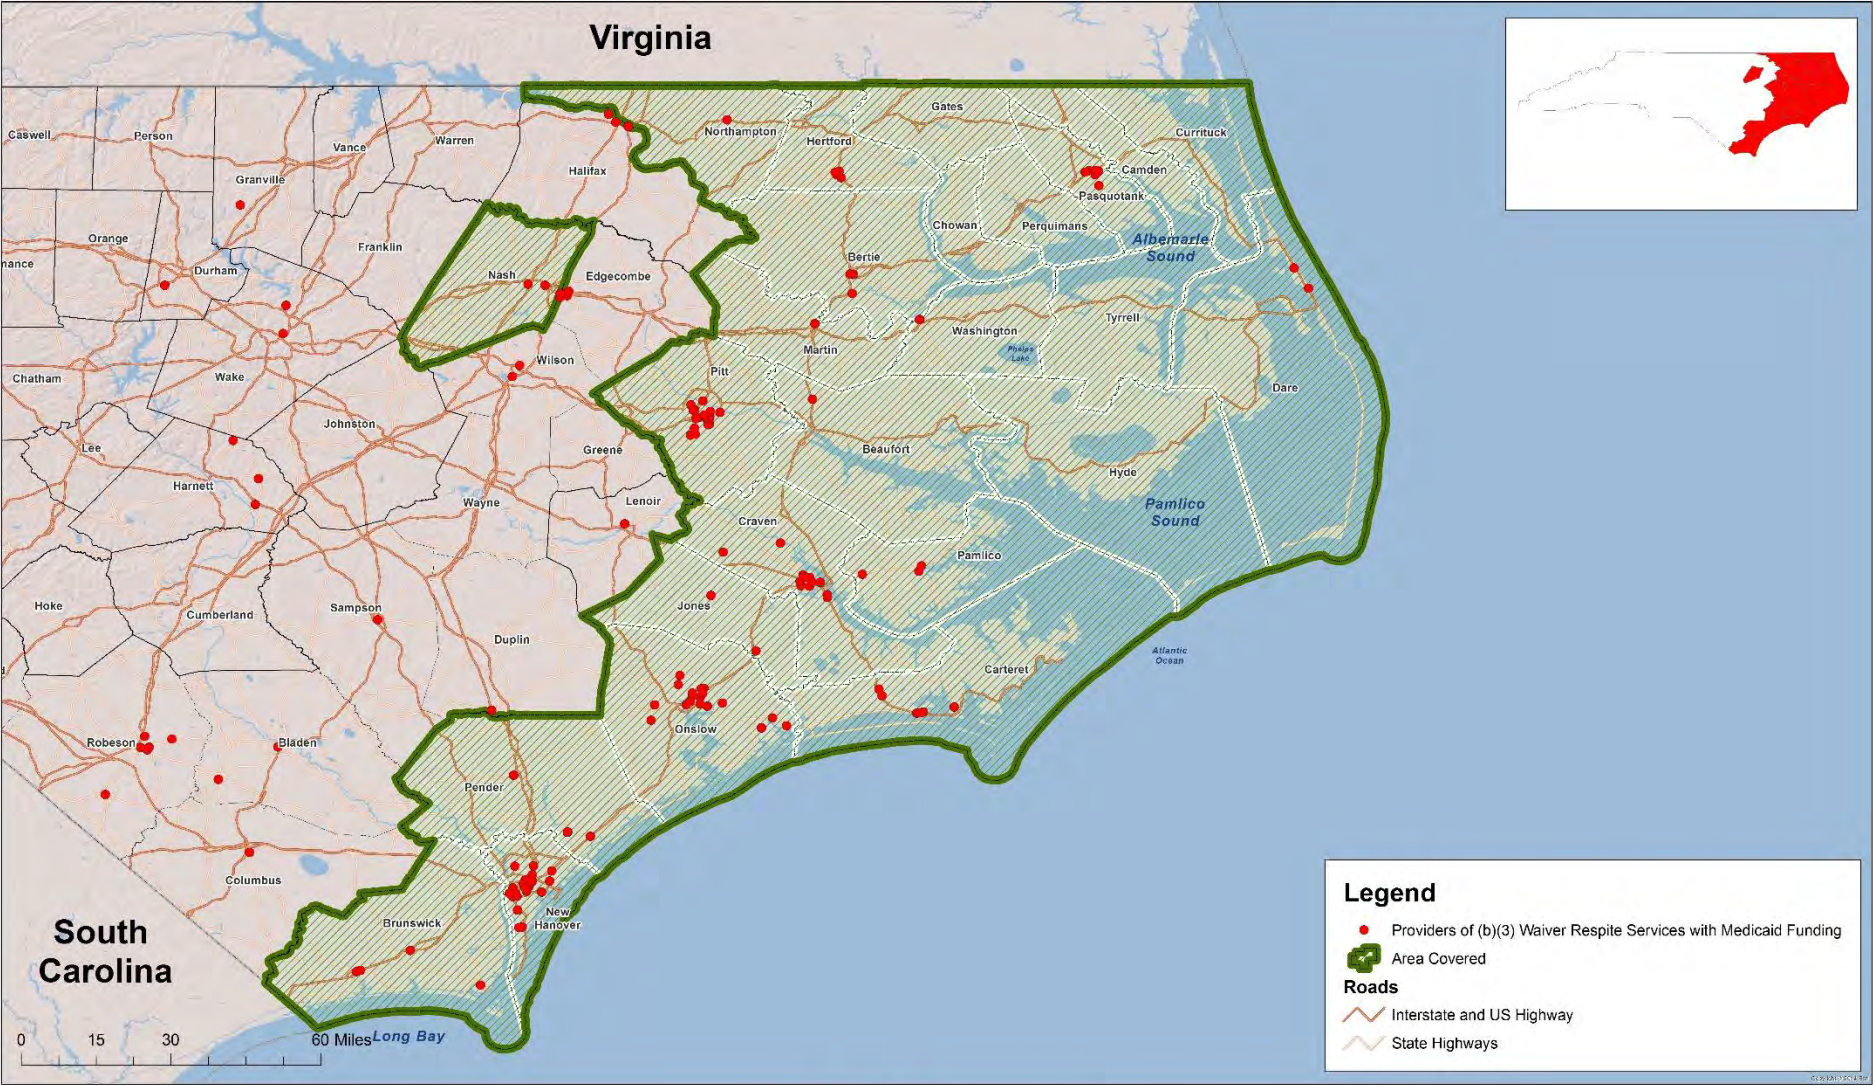 Virginia
Caswell
Person
Vance
Warren
Northampton
Gates
Hertford
Currituck
Granville
Halifax
Camden
Pasquotank
Orange
Franklin
Chowan
Perquimans
Albemarle
Sound
Durham
Nash
Edgecombe
Bertie
Washington
Tyrrell
Phelps
Lake
Chatham
Wake
Wilson
Martin
Pitt
Dare
Johnston
Lee
Harnett
Greene
Beaufort
Hyde
Wayne
Lenoir
Craven
Pamlico
Sound
Pamlico
Hoke
Cumberland
Sampson
Duplin
Jones
Carteret
Atlantic
Ocean
Robeson
Bladen
Onslow
Pender
Columbus
Brunswick
New
Hanover
South
Carolina
Long Bay
0 15 30 60 Miles
Legend
Providers of (b)(3) Waiver Respite Services with Medicaid Funding
Area Covered
Roads
Interstate and US Highway
State Highways